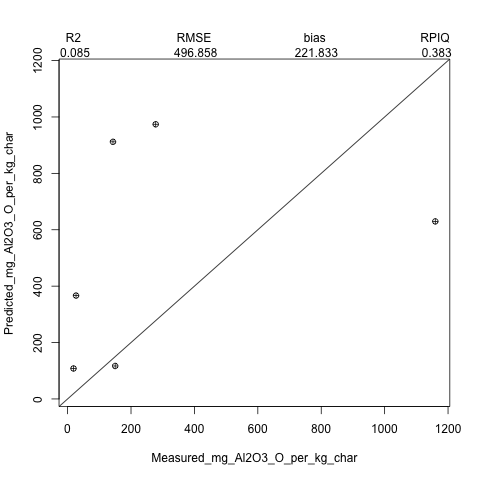 R2 RMSE bias RPIQ
0.085 496.858 221.833 0.383
1200
1000
800
600
400
200
0
Predicted_mg_Al2O3_O_per_kg_char
0 200 400 600 800 1000 1200
Measured_mg_Al2O3_O_per_kg_char